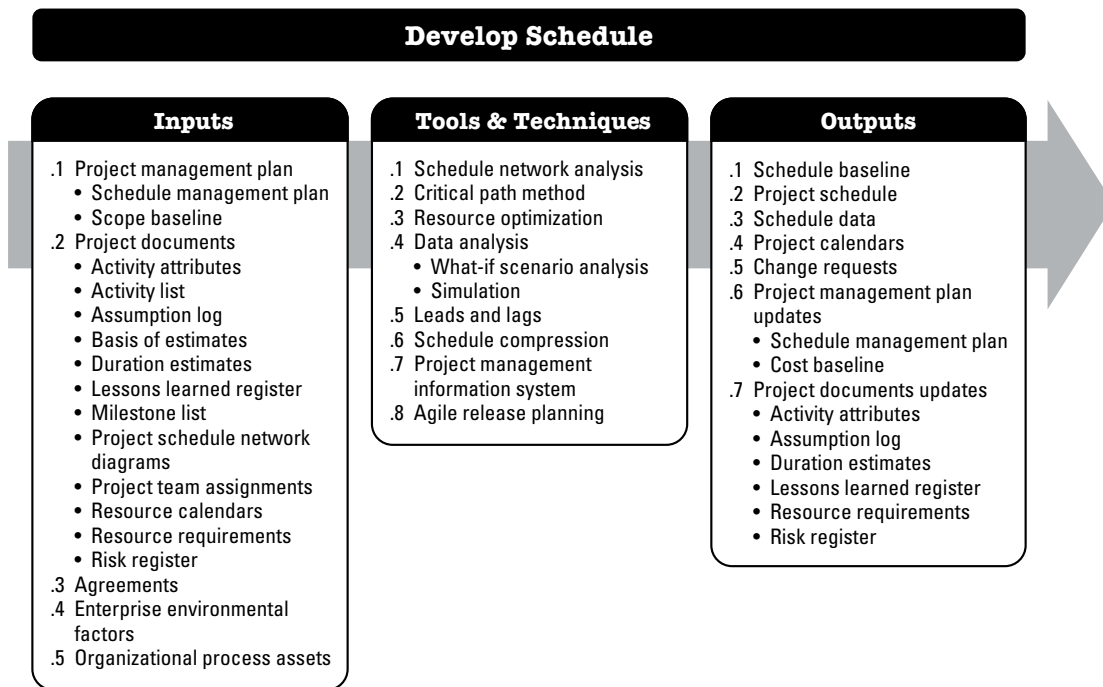 Develop Schedule
Inputs
.1 Project management plan
• Schedule management plan
• Scope baseline
.2 Project documents
• Activity attributes
• Activity list
• Assumption log
• Basis of estimates
• Duration estimates
• Lessons learned register
• Milestone list
• Project schedule network
diagrams
• Project team assignments
• Resource calendars
• Resource requirements
• Risk register
.3 Agreements
.4 Enterprise environmental
factors
.5 Organizational process assets
Tools & Techniques
.1 Schedule network analysis
.2 Critical path method
.3 Resource optimization
.4 Data analysis
• What-if scenario analysis
• Simulation
.5 Leads and lags
.6 Schedule compression
.7 Project management
information system
.8 Agile release planning
Outputs
.1 Schedule baseline
.2 Project schedule
.3 Schedule data
.4 Project calendars
.5 Change requests
.6 Project management plan
updates
• Schedule management plan
• Cost baseline
.7 Project documents updates
• Activity attributes
• Assumption log
• Duration estimates
• Lessons learned register
• Resource requirements
• Risk register